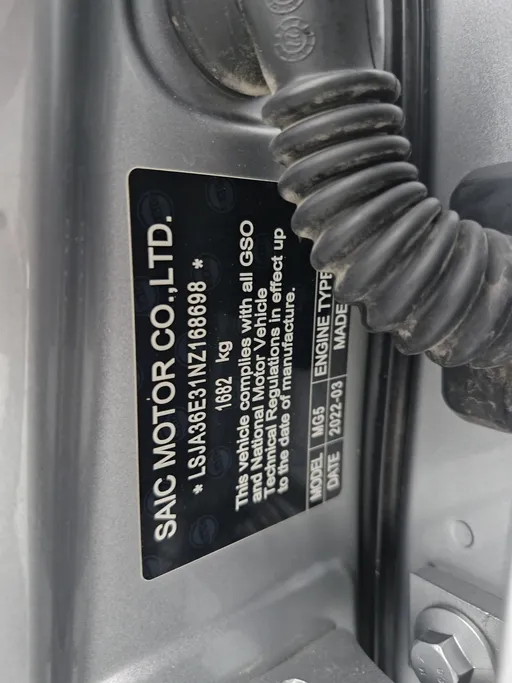 SAIC MOTOR CO.,LTD.
* LSJA36E31NZ168698 *
1682 kg
This vehicle complies with all GSO
and National Motor Vehicle
Technical Regulations in effect up
to the date of manufacture.
MODEL MG5 ENGINE TYPE
DATE 2022-03 MADE